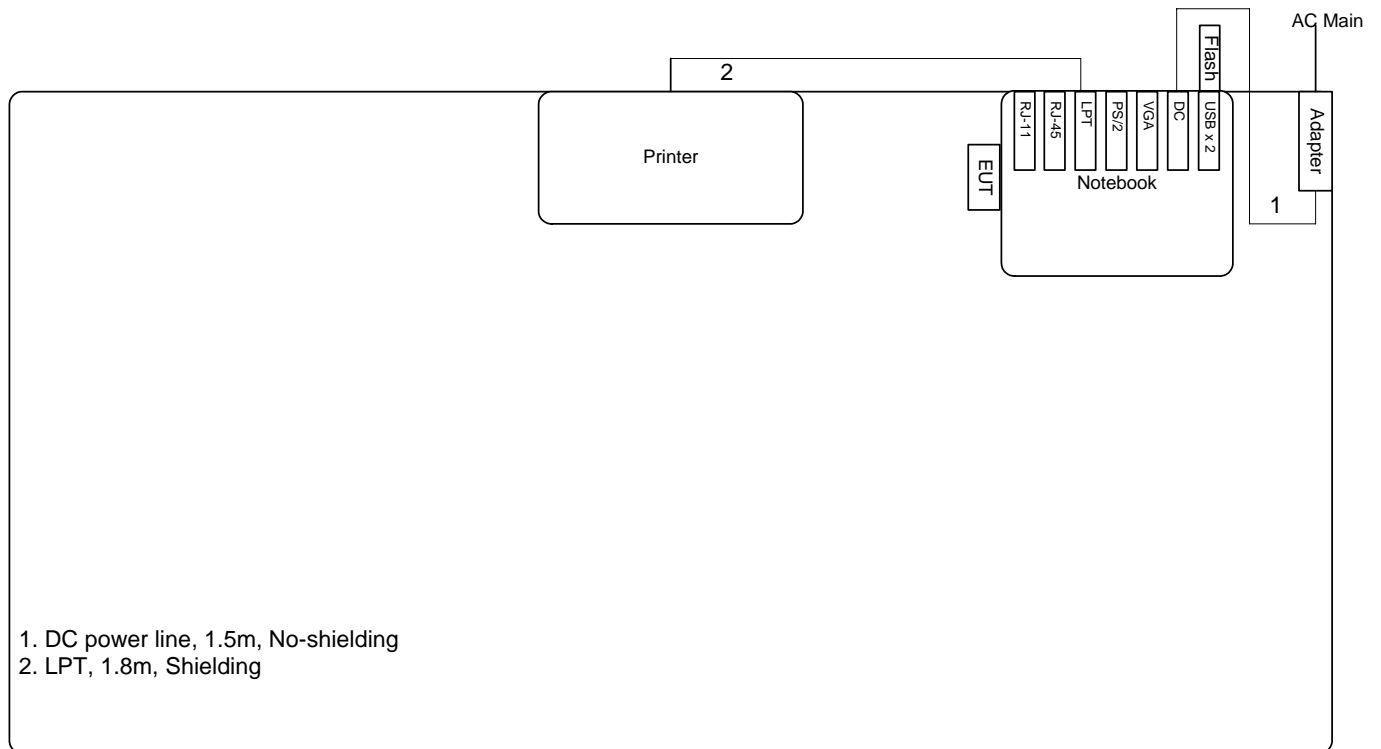 AC Main
Flash
2
1
RJ-11
RJ-45
LPT
PS/2
VGA
DC
USB x 2
Adapter
Printer
EUT
Notebook
1. DC power line, 1.5m, No-shielding
2. LPT, 1.8m, Shielding